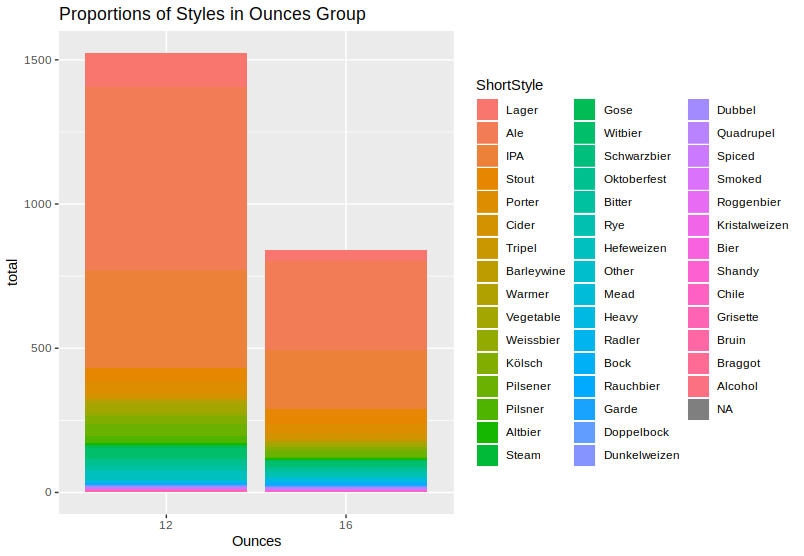 Proportions of Styles in Ounces Group
total
1500
1000
500
0
12
16
Ounces
ShortStyle
Lager
Ale
IPA
Stout
Porter
Cider
Tripel
Barleywine
Warmer
Vegetable
Weissbier
Kölsch
Pilsener
Pilsner
Altbier
Steam
Gose
Witbier
Schwarzbier
Oktoberfest
Bitter
Rye
Hefeweizen
Other
Mead
Heavy
Radler
Bock
Rauchbier
Garde
Doppelbock
Dunkelweizen
Dubbel
Quadrupel
Spiced
Smoked
Roggenbier
Kristalweizen
Bier
Shandy
Chile
Grisette
Bruin
Braggot
Alcohol
NA